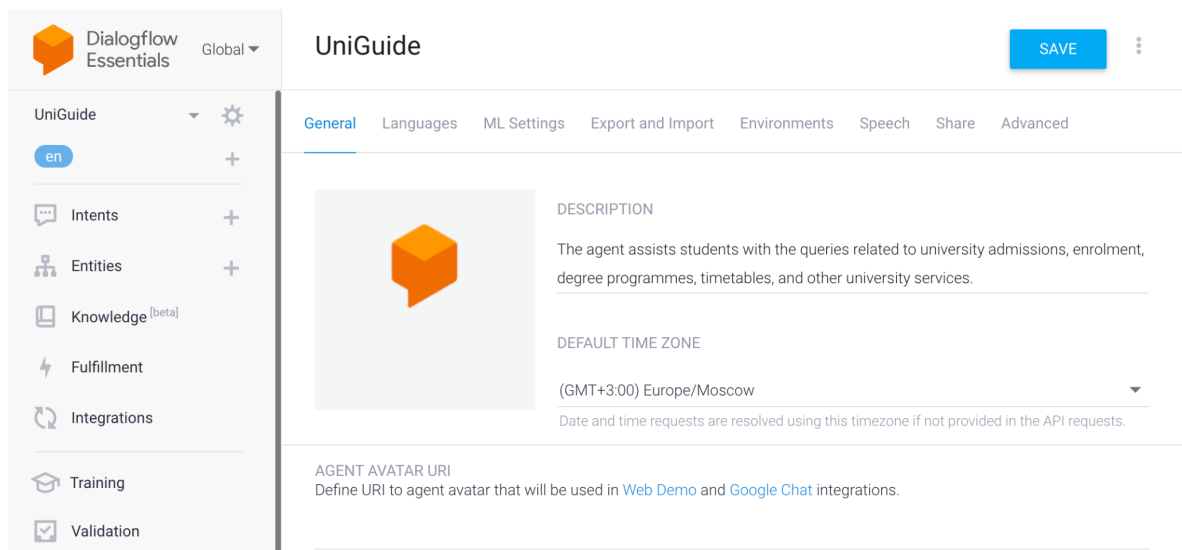 Dialogflow
Essentials
Global
UniGuide
SAVE
UniGuide
en
General Languages ML Settings Export and Import Environments Speech Share Advanced
Intents
Entities
Knowledge [beta]
Fulfillment
Integrations
Training
Validation
DESCRIPTION
The agent assists students with the queries related to university admissions, enrolment,
degree programmes, timetables, and other university services.
DEFAULT TIME ZONE
(GMT+3:00) Europe/Moscow
Date and time requests are resolved using this timezone if not provided in the API requests.
AGENT AVATAR URI
Define URI to agent avatar that will be used in Web Demo and Google Chat integrations.